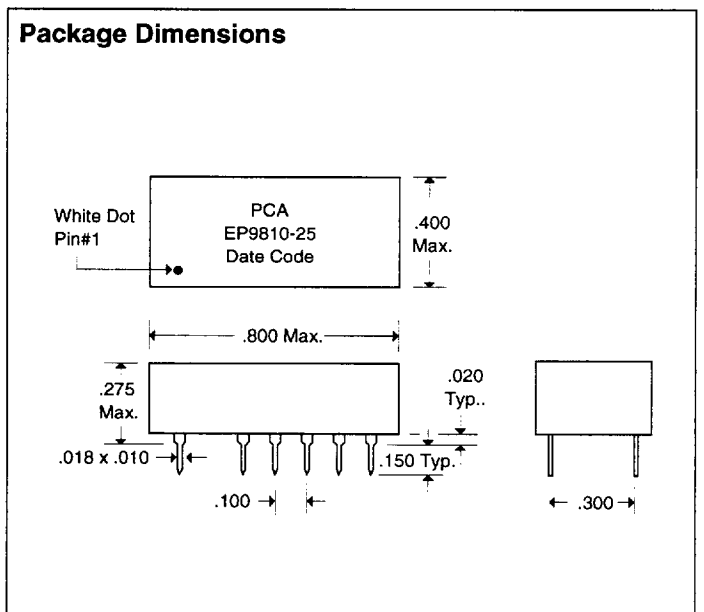 Package Dimensions
PCA
EP9810-25
Date Code
White Dot
Pin#1
.400
Max.
.800 Max.
.275
Max.
.020
Typ..
.018 x .010
.150 Typ.
.100
.300